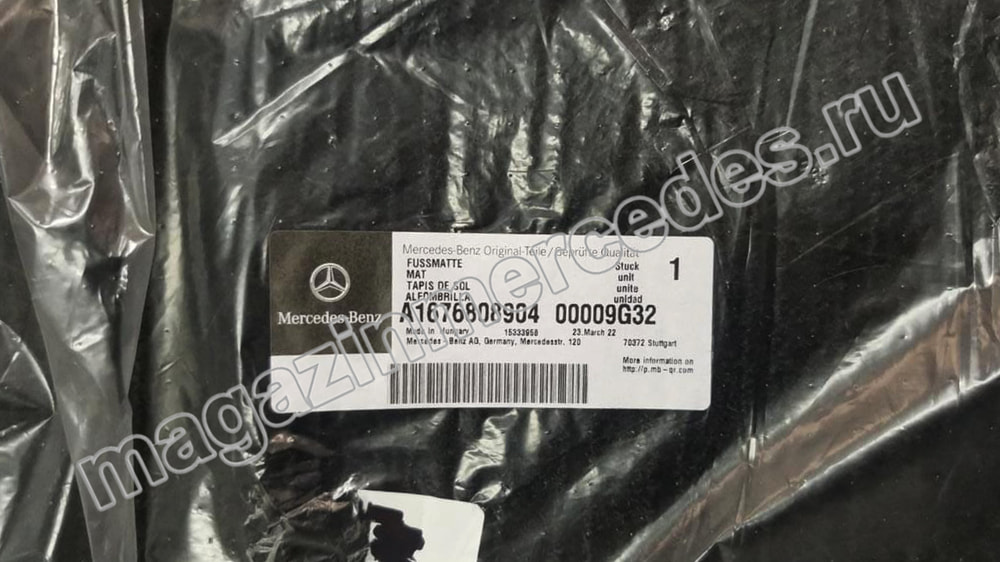 Mercedes-Benz Original-Teile/Geprüfte Qualität
FUSSMATTE
MAT
TAPIS DE SOL
ALFOMBRILLA
Stuck
unit
unite
unidad
1
A1676808904 00009G32
Made in Hungary 15333958 23.March 22
Mercedes - Benz AG, Germany, Mercedesstr. 120 70372 Stuttgart
More information on
http://p.mb-qr.com
Mercedes-Benz
magazinmercedes.ru